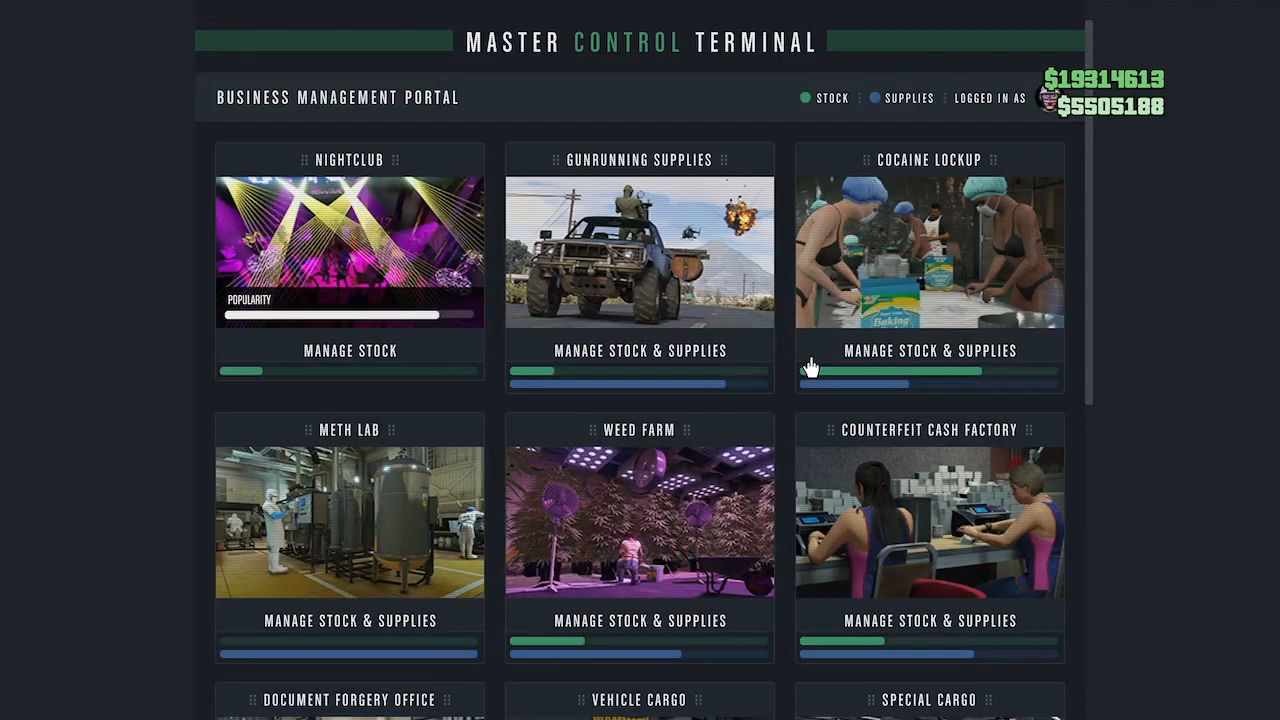 MASTER CONTROL TERMINAL
$19314613
BUSINESS MANAGEMENT PORTAL
STOCK
SUPPLIES
LOGGED IN AS
$5505188
NIGHTCLUB
GUNRUNNING SUPPLIES
COCAINE LOCKUP
POPULARITY
Baking
MANAGE STOCK
MANAGE STOCK & SUPPLIES
MANAGE STOCK & SUPPLIES
METH LAB
WEED FARM
COUNTERFEIT CASH FACTORY
MANAGE STOCK & SUPPLIES
MANAGE STOCK & SUPPLIES
MANAGE STOCK & SUPPLIES
DOCUMENT FORGERY OFFICE
VEHICLE CARGO
SPECIAL CARGO